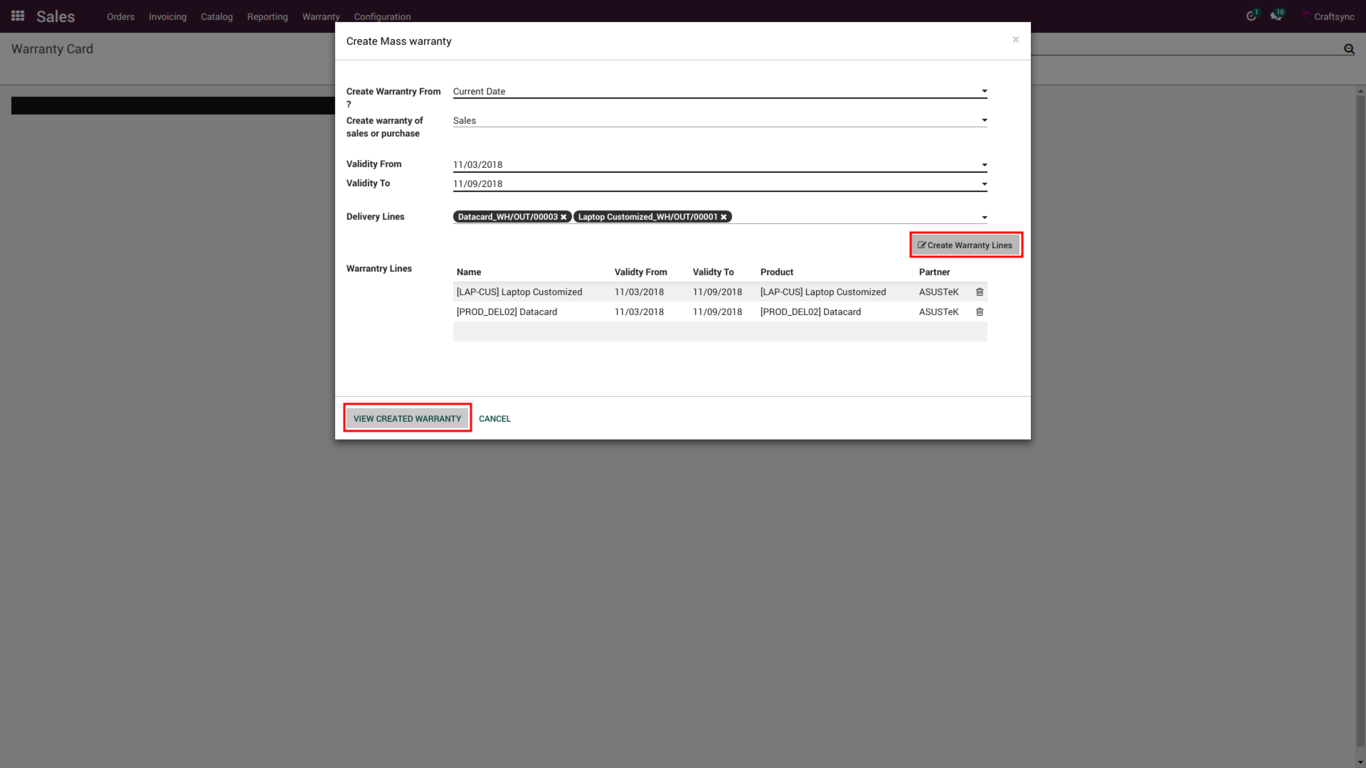 Sales Orders Invoicing Catalog Reporting Warranty Configuration 1 10 Craftsync
Warranty Card
Create Mass warranty ×
Create Warrantry From ? Current Date
Create warranty of sales or purchase Sales
Validity From 11/03/2018
Validity To 11/09/2018
Delivery Lines Datacard_WH/OUT/00003 Laptop Customized_WH/OUT/00001
Create Warranty Lines
Warrantry Lines
Name Validty From Validty To Product Partner
[LAP-CUS] Laptop Customized 11/03/2018 11/09/2018 [LAP-CUS] Laptop Customized ASUSTeK
[PROD_DEL02] Datacard 11/03/2018 11/09/2018 [PROD_DEL02] Datacard ASUSTeK
VIEW CREATED WARRANTY CANCEL